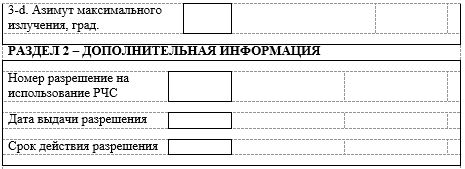 3-d. Азимут максимального
излучения, град.
РАЗДЕЛ 2 – ДОПОЛНИТЕЛЬНАЯ ИНФОРМАЦИЯ
Номер разрешение на
использование РЧС
Дата выдачи разрешения
Срок действия разрешения